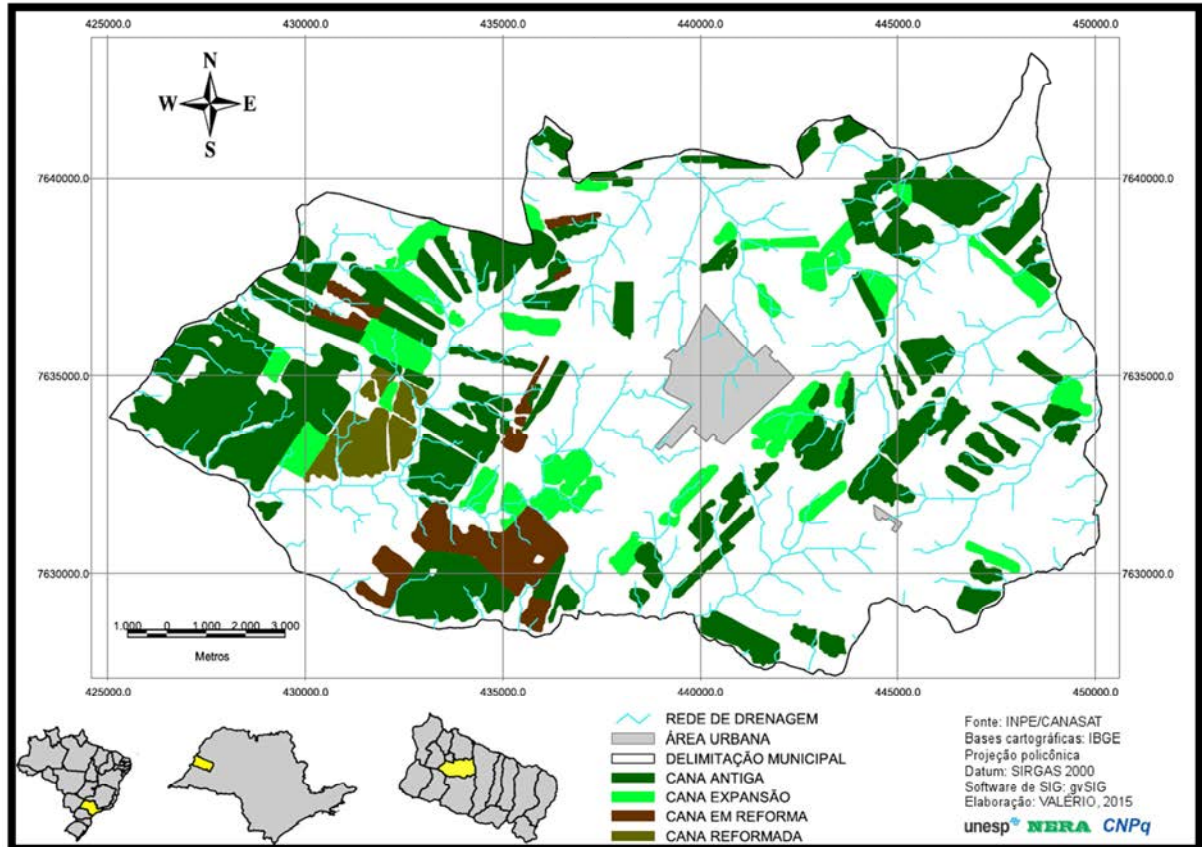 425000.0 430000.0 435000.0 440000.0 445000.0 450000.0
N
W E
S
7640000.0 7640000.0
7635000.0 7635000.0
7630000.0 7630000.0
1.000 0 1.000 2.000 3.000
Metros
425000.0 430000.0 435000.0 440000.0 445000.0 450000.0
REDE DE DRENAGEM
ÁREA URBANA
DELIMITAÇÃO MUNICIPAL
CANA ANTIGA
CANA EXPANSÃO
CANA EM REFORMA
CANA REFORMADA
Fonte: INPE/CANASAT
Bases cartográficas: IBGE
Projeção policônica
Datum: SIRGAS 2000
Software de SIG: gvSIG
Elaboração: VALÉRIO, 2015
unesp NERA CNPq